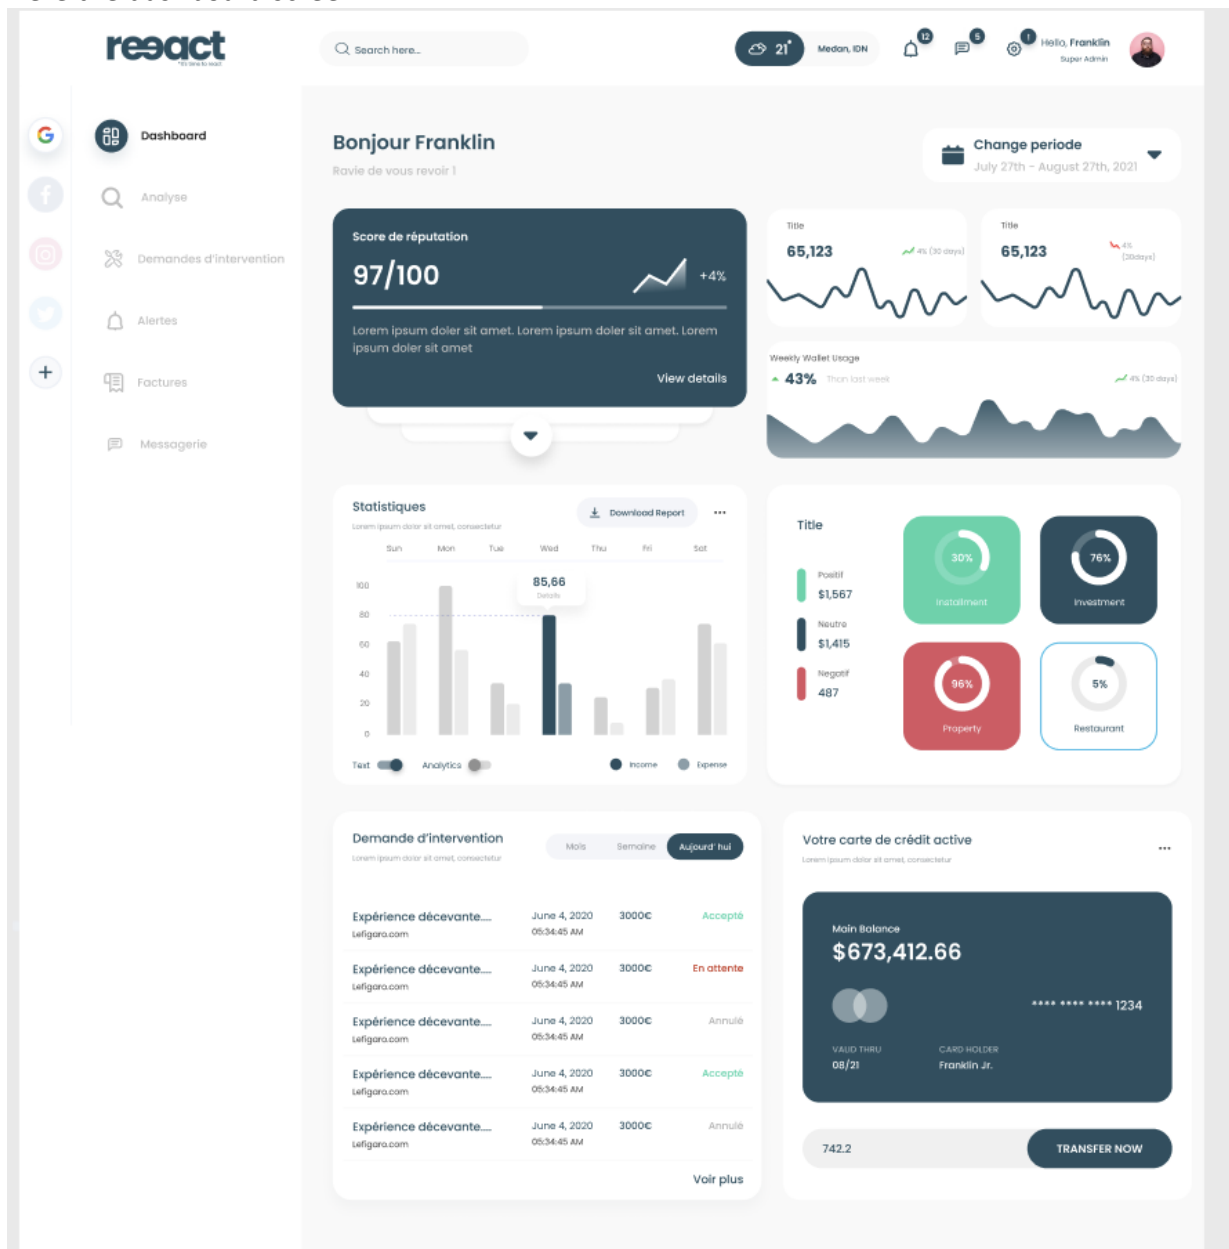 reeact
"It's time to react
Search here...
21°
Medan, IDN
12
5
!
Hello, Franklin
Super Admin
G
Dashboard
Analyse
Demandes d'intervention
Alertes
Factures
Messagerie
Bonjour Franklin
Ravie de vous revoir !
Change periode
July 27th - August 27th, 2021
Score de réputation
97/100
+4%
Lorem ipsum doler sit amet. Lorem ipsum doler sit amet. Lorem
ipsum doler sit amet
View details
Title
65,123
4% (30 days)
Title
65,123
4%
(30days)
Weekly Wallet Usage
43% Than last week
4% (30 days)
Statistiques
Lorem ipsum dolor sit amet, consectetur
Download Report
Sun Mon Tue Wed Thu Fri Sat
100
80
60
40
20
0
85,66
Details
Text
Analytics
Income
Expense
Title
Positif
$1,567
Neutre
$1,415
Negatif
487
30%
Installment
76%
Investment
96%
Property
5%
Restaurant
Demande d'intervention
Lorem ipsum dolor sit amet, consectetur
Mois Semaine Aujourd' hui
Expérience décevante.... June 4, 2020 3000€ Accepté
Lefigaro.com 05:34:45 AM
Expérience décevante.... June 4, 2020 3000€ En attente
Lefigaro.com 05:34:45 AM
Expérience décevante.... June 4, 2020 3000€ Annulé
Lefigaro.com 05:34:45 AM
Expérience décevante.... June 4, 2020 3000€ Accepté
Lefigaro.com 05:34:45 AM
Expérience décevante.... June 4, 2020 3000€ Annulé
Lefigaro.com 05:34:45 AM
Voir plus
Votre carte de crédit active
Lorem ipsum dolor sit amet, consectetur
Main Balance
$673,412.66
**** **** **** 1234
VALID THRU
08/21
CARD HOLDER
Franklin Jr.
742.2
TRANSFER NOW